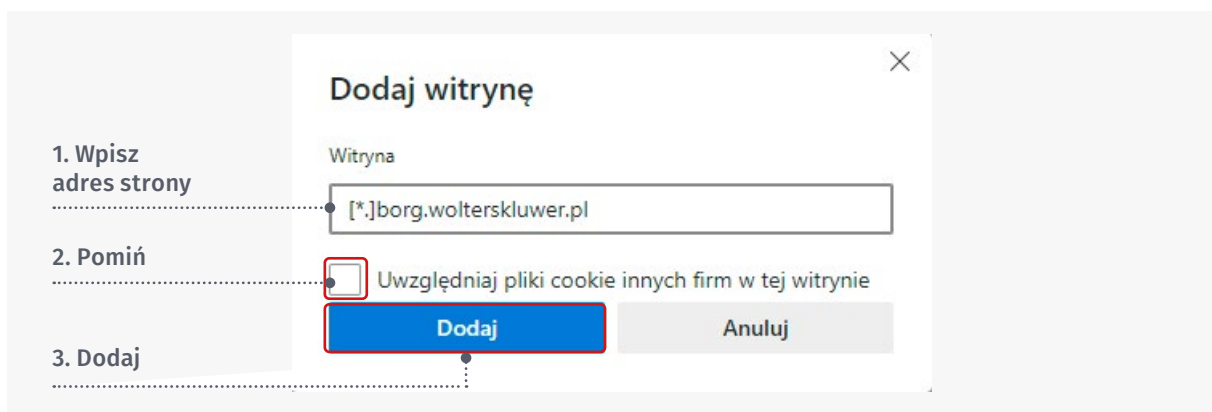 Dodaj witrynę
1. Wpisz
adres strony
Witryna
[*.]borg.wolterskluwer.pl
2. Pomiń
Uwzględniaj pliki cookie innych firm w tej witrynie
Dodaj
Anuluj
3. Dodaj